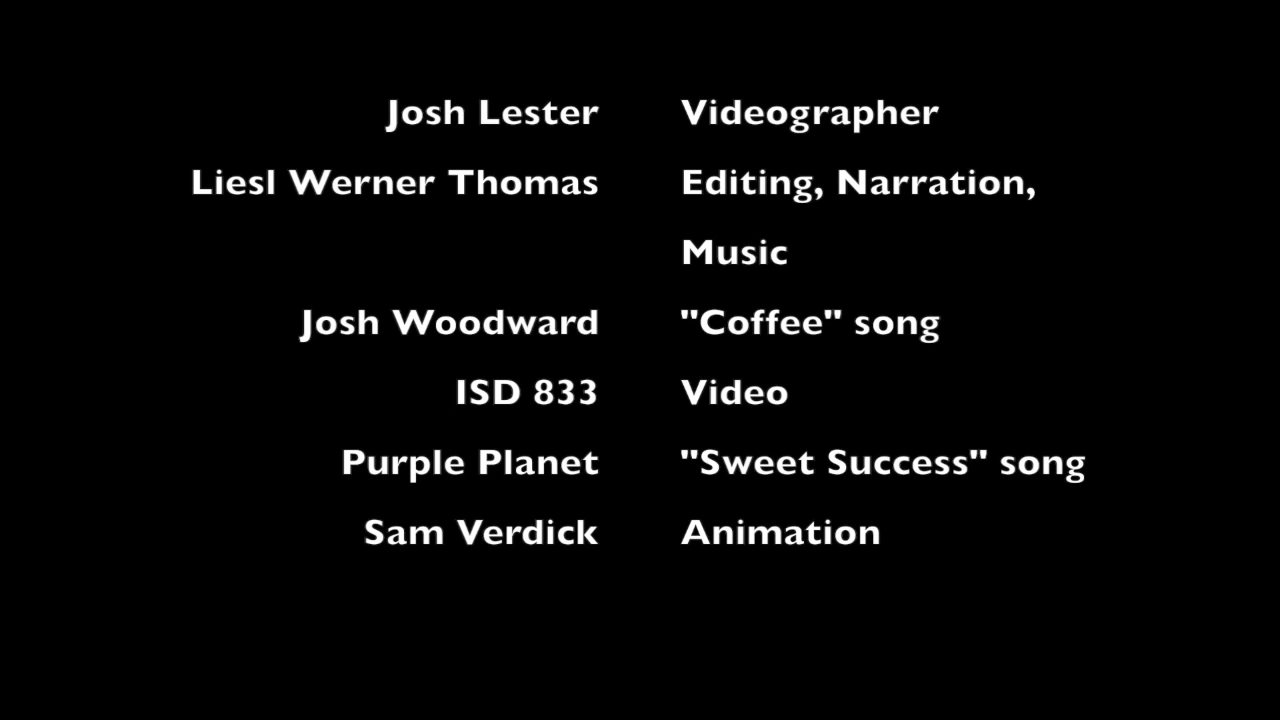 Josh Lester Videographer
Liesl Werner Thomas Editing, Narration,
Music
Josh Woodward "Coffee" song
ISD 833 Video
Purple Planet "Sweet Success" song
Sam Verdick Animation